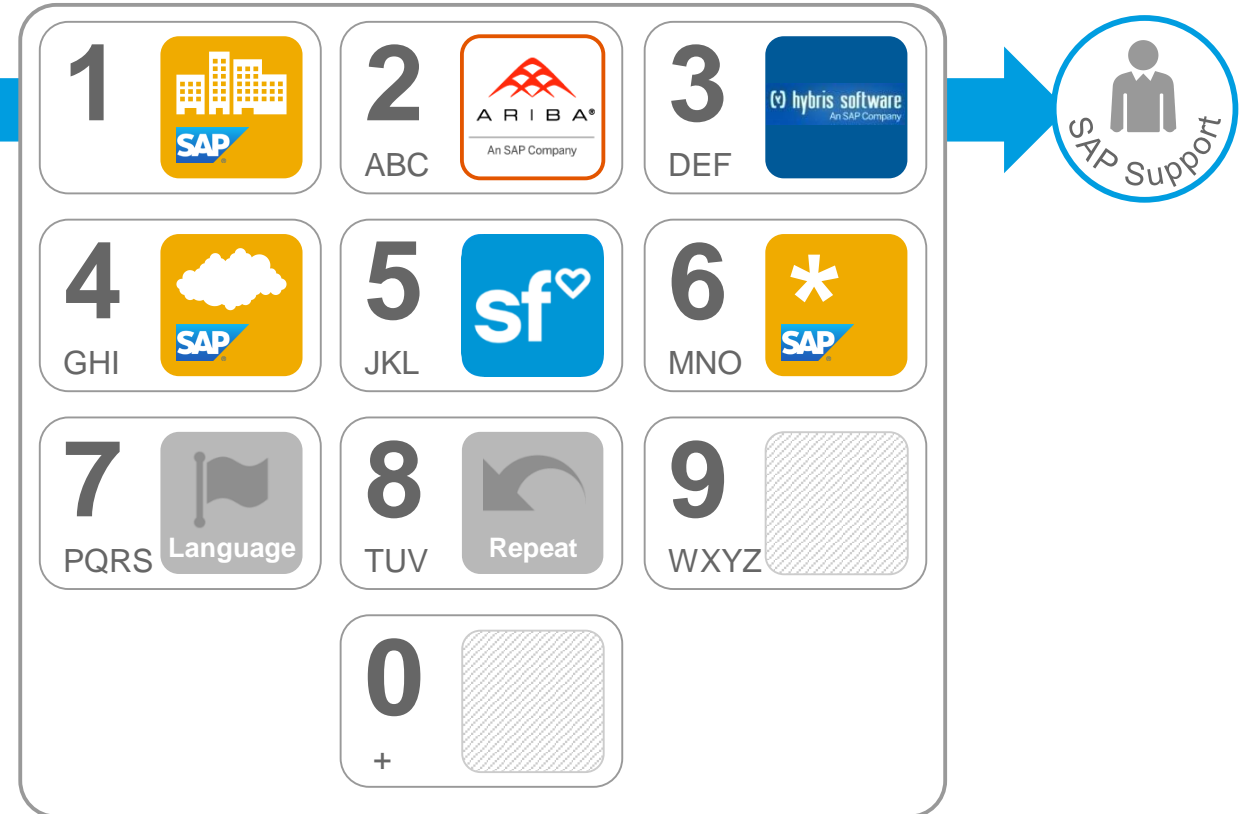 1
SAP®
2
ABC
ARIBA®
An SAP Company
3
DEF
hybris software
An SAP Company
4
GHI
SAP®
5
JKL
sf
6
MNO
*
SAP®
7
PQRS
Language
8
TUV
Repeat
9
WXYZ
0
+
SAP Support